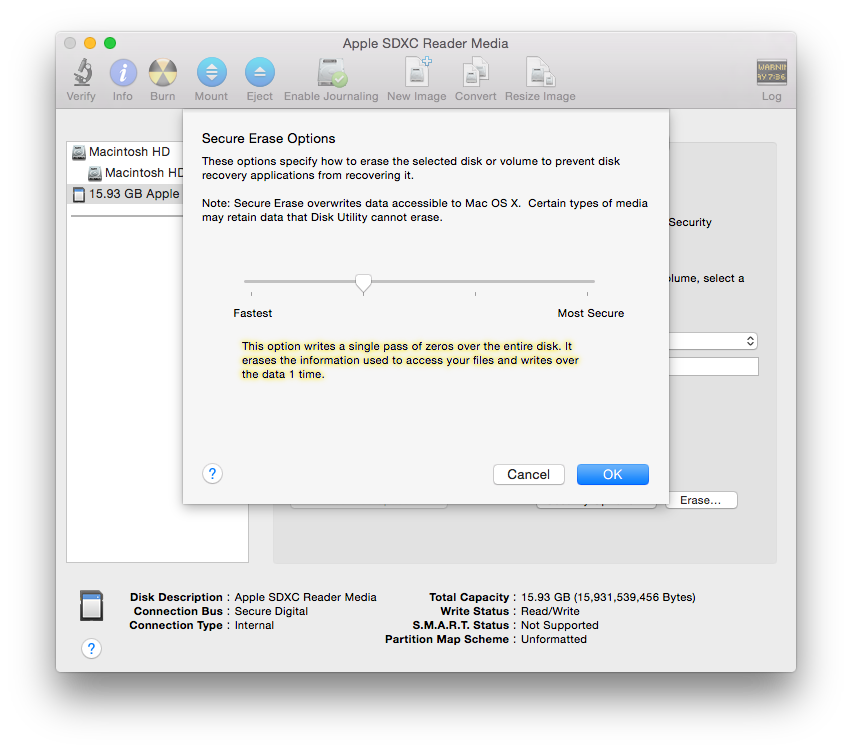 Apple SDXC Reader Media
Verify Info Burn Mount Eject Enable Journaling New Image Convert Resize Image Log
WARNIN
AY 7:36
Secure Erase Options
These options specify how to erase the selected disk or volume to prevent disk
recovery applications from recovering it.
Note: Secure Erase overwrites data accessible to Mac OS X. Certain types of media
may retain data that Disk Utility cannot erase.
Fastest Most Secure
This option writes a single pass of zeros over the entire disk. It
erases the information used to access your files and writes over
the data 1 time.
? Cancel OK
Macintosh HD
Macintosh HD
15.93 GB Apple
Security
lume, select a
Erase...
Disk Description : Apple SDXC Reader Media Total Capacity : 15.93 GB (15,931,539,456 Bytes)
Connection Bus : Secure Digital Write Status : Read/Write
Connection Type : Internal S.M.A.R.T. Status : Not Supported
Partition Map Scheme : Unformatted
?